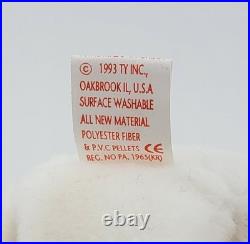 © 1993 TY INC.,
OAKBROOK IL, U.S.A
SURFACE WASHABLE
ALL NEW MATERIAL
POLYESTER FIBER
& P.V.C PELLETS CE
REG. NO PA. 1965(KR)